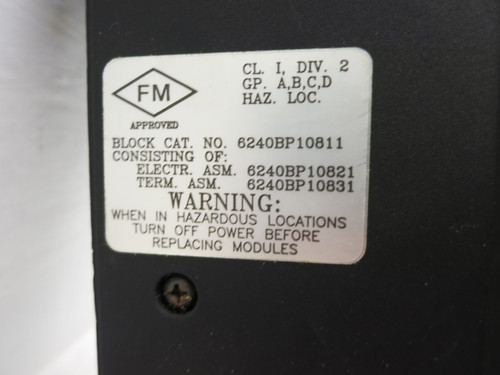 FM
APPROVED
CL. I, DIV. 2
GP. A,B,C,D
HAZ. LOC.
BLOCK CAT. NO. 6240BP10811
CONSISTING OF:
ELECTR. ASM. 6240BP10821
TERM. ASM. 6240BP10831
WARNING:
WHEN IN HAZARDOUS LOCATIONS
TURN OFF POWER BEFORE
REPLACING MODULES